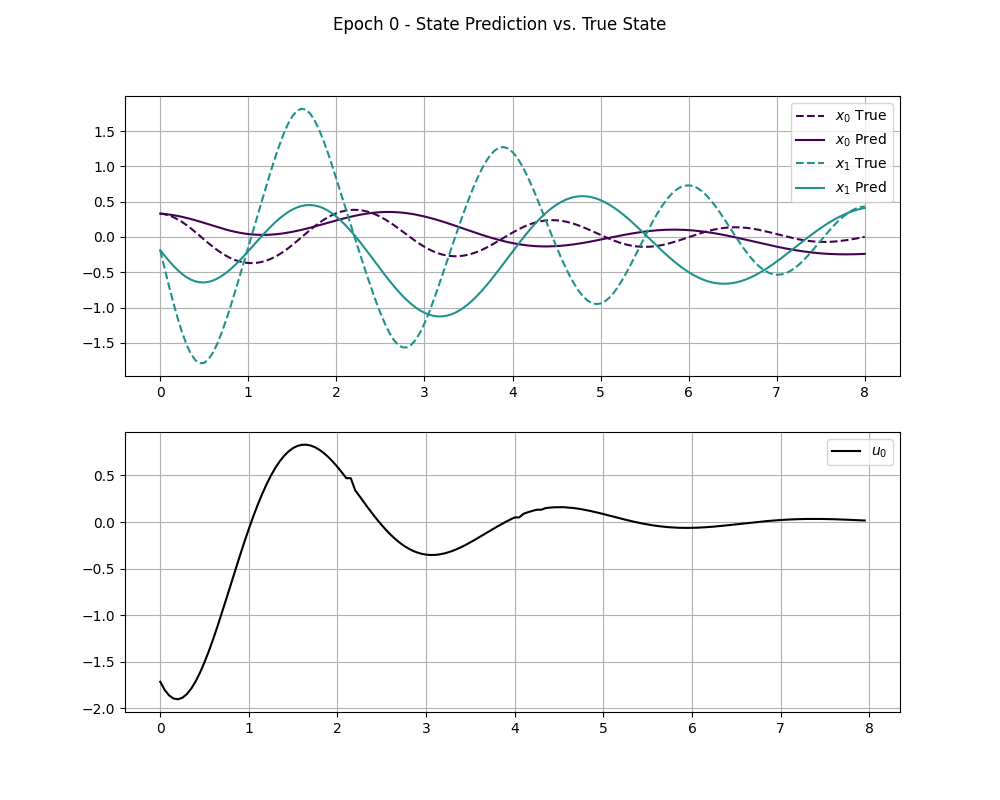 Epoch 0 - State Prediction vs. True State
1.5
1.0
0.5
0.0
−0.5
−1.0
−1.5
x₀ True
x₀ Pred
x₁ True
x₁ Pred
0 1 2 3 4 5 6 7 8
0.5
0.0
−0.5
−1.0
−1.5
−2.0
u₀
0 1 2 3 4 5 6 7 8